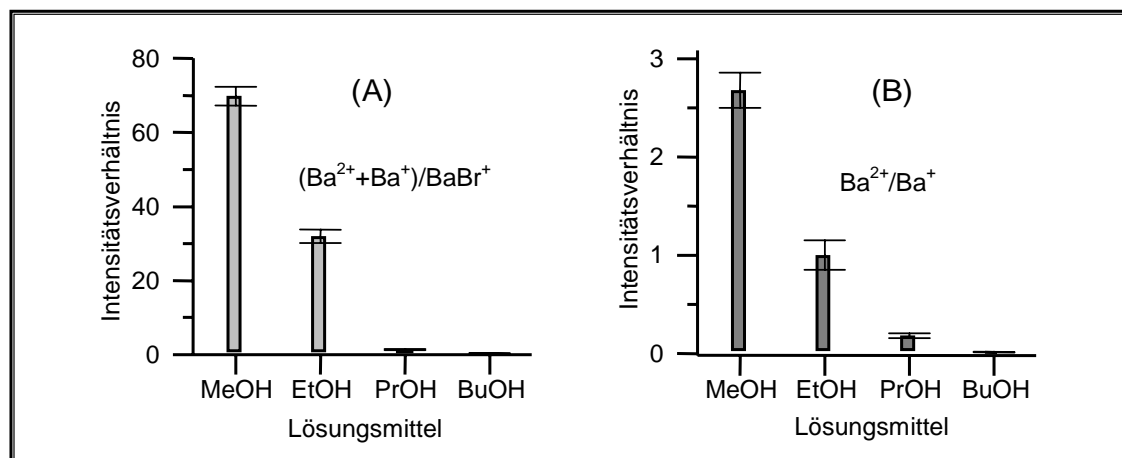 Intensitätsverhältnis
80
60
40
20
0
(A)
(Ba²⁺+Ba⁺)/BaBr⁺
MeOH EtOH PrOH BuOH
Lösungsmittel
Intensitätsverhältnis
3
2
1
0
(B)
Ba²⁺/Ba⁺
MeOH EtOH PrOH BuOH
Lösungsmittel